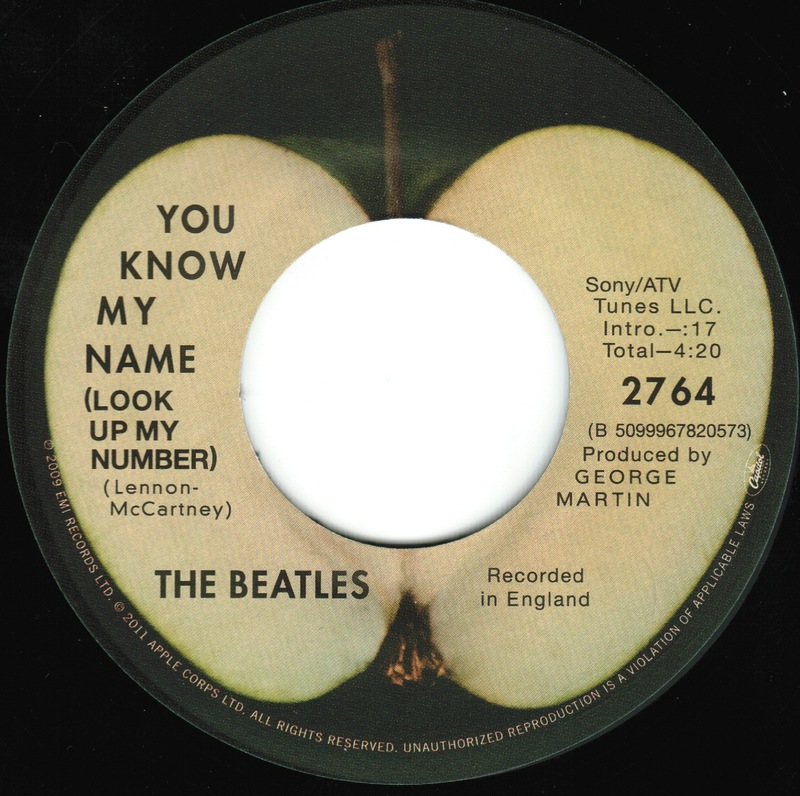 YOU
KNOW
MY
NAME
(LOOK
UP MY
NUMBER)
(Lennon-
McCartney)
THE BEATLES
Sony/ATV
Tunes LLC.
Intro.—:17
Total—4:20
2764
(B 5099967820573)
Produced by
GEORGE
MARTIN
Recorded
in England
℗ 2009 EMI RECORDS LTD. © 2011 APPLE CORPS LTD. ALL RIGHTS RESERVED. UNAUTHORIZED REPRODUCTION IS A VIOLATION OF APPLICABLE LAWS
Capitol